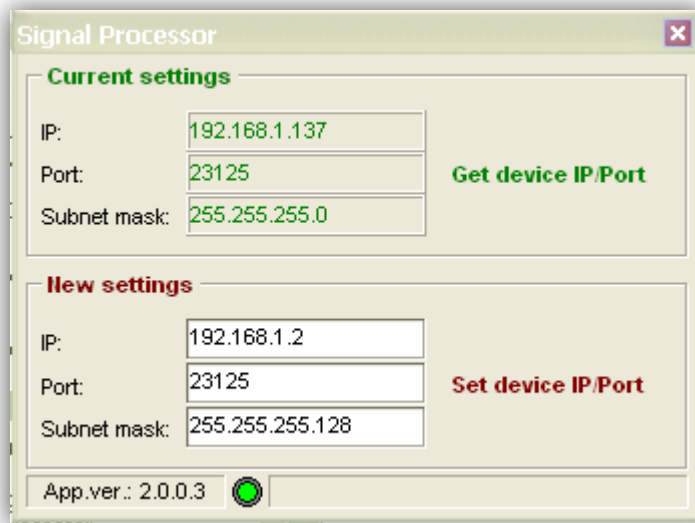 Signal Processor
Current settings
IP: 192.168.1.137
Port: 23125 Get device IP/Port
Subnet mask: 255.255.255.0
New settings
IP: 192.168.1.2
Port: 23125 Set device IP/Port
Subnet mask: 255.255.255.128
App.ver.: 2.0.0.3